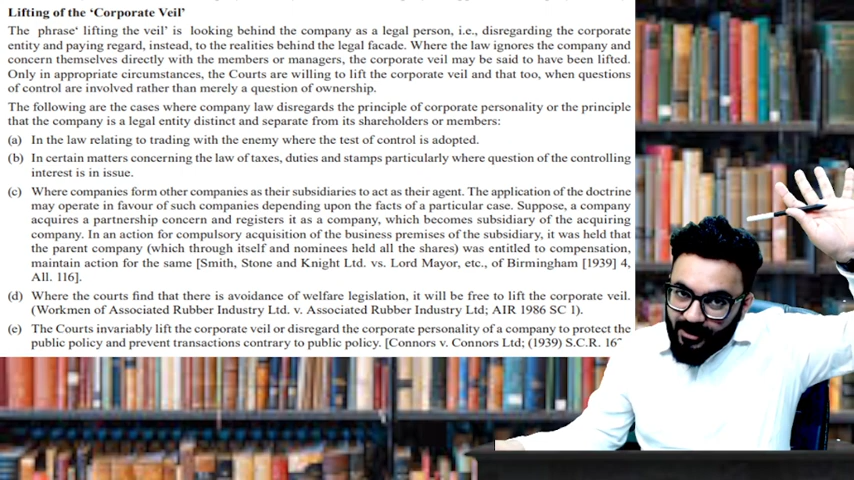 Lifting of the 'Corporate Veil'
The phrase' lifting the veil' is looking behind the company as a legal person, i.e., disregarding the corporate
entity and paying regard, instead, to the realities behind the legal facade. Where the law ignores the company and
concern themselves directly with the members or managers, the corporate veil may be said to have been lifted.
Only in appropriate circumstances, the Courts are willing to lift the corporate veil and that too, when questions
of control are involved rather than merely a question of ownership.
The following are the cases where company law disregards the principle of corporate personality or the principle
that the company is a legal entity distinct and separate from its shareholders or members:
(a) In the law relating to trading with the enemy where the test of control is adopted.
(b) In certain matters concerning the law of taxes, duties and stamps particularly where question of the controlling
interest is in issue.
(c) Where companies form other companies as their subsidiaries to act as their agent. The application of the doctrine
may operate in favour of such companies depending upon the facts of a particular case. Suppose, a company
acquires a partnership concern and registers it as a company, which becomes subsidiary of the acquiring
company. In an action for compulsory acquisition of the business premises of the subsidiary, it was held that
the parent company (which through itself and nominees held all the shares) was entitled to compensation,
maintain action for the same [Smith, Stone and Knight Ltd. vs. Lord Mayor, etc., of Birmingham [1939] 4,
All. 116].
(d) Where the courts find that there is avoidance of welfare legislation, it will be free to lift the corporate veil.
(Workmen of Associated Rubber Industry Ltd. v. Associated Rubber Industry Ltd; AIR 1986 SC 1).
(e) The Courts invariably lift the corporate veil or disregard the corporate personality of a company to protect the
public policy and prevent transactions contrary to public policy. [Connors v. Connors Ltd; (1939) S.C.R.